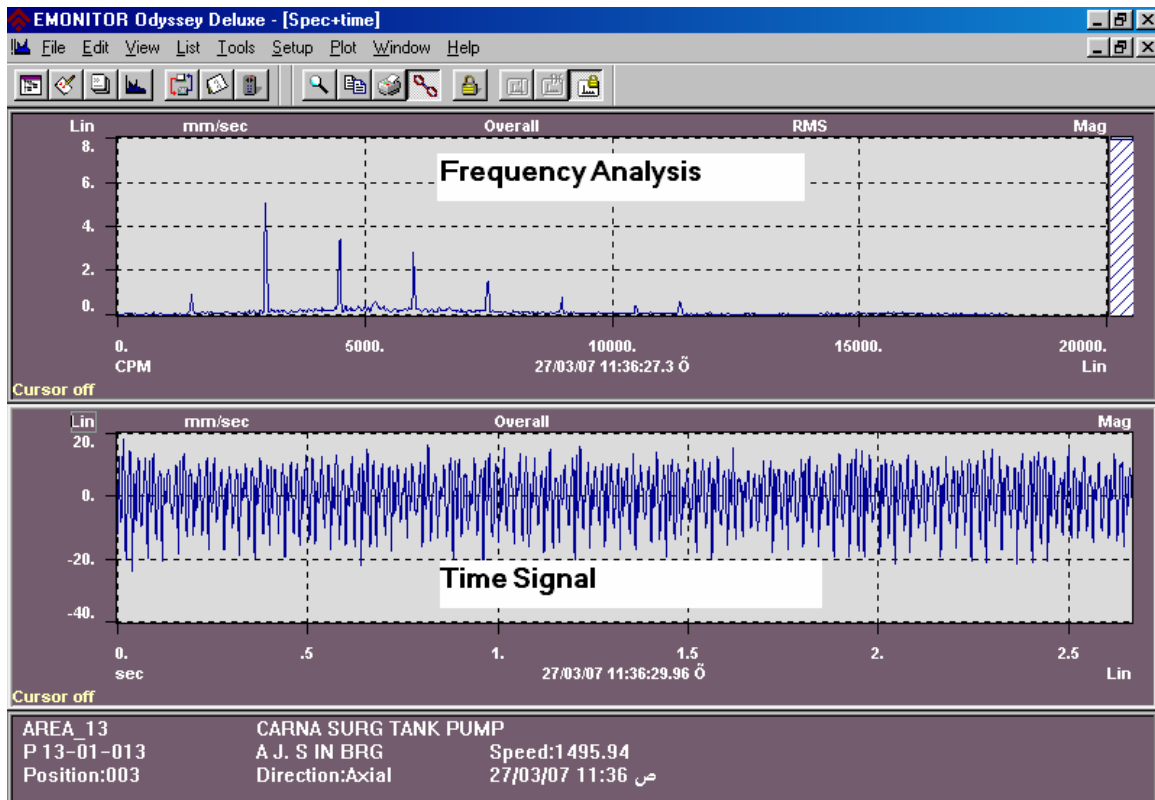 EMONITOR Odyssey Deluxe - [Spec+time]
File Edit View List Tools Setup Plot Window Help
Lin mm/sec Overall RMS Mag
8.
Frequency Analysis
6.
4.
2.
0.
0. 5000. 10000. 15000. 20000.
CPM 27/03/07 11:36:27.3 Õ Lin
Cursor off
Lin mm/sec Overall Mag
20.
0.
-20.
Time Signal
-40.
0. .5 1. 1.5 2. 2.5
sec 27/03/07 11:36:29.96 Õ Lin
Cursor off
AREA_13 CARNA SURG TANK PUMP
P 13-01-013 A J. S IN BRG Speed:1495.94
Position:003 Direction:Axial 27/03/07 11:36 ص